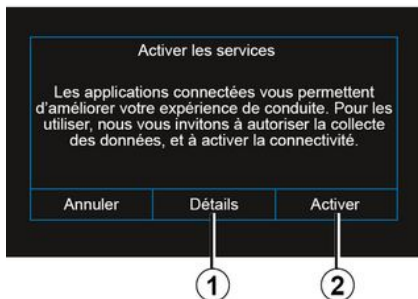 Activer les services
Les applications connectées vous permettent
d'améliorer votre expérience de conduite. Pour les
utiliser, nous vous invitons à autoriser la collecte
des données, et à activer la connectivité.
Annuler Détails Activer
1 2